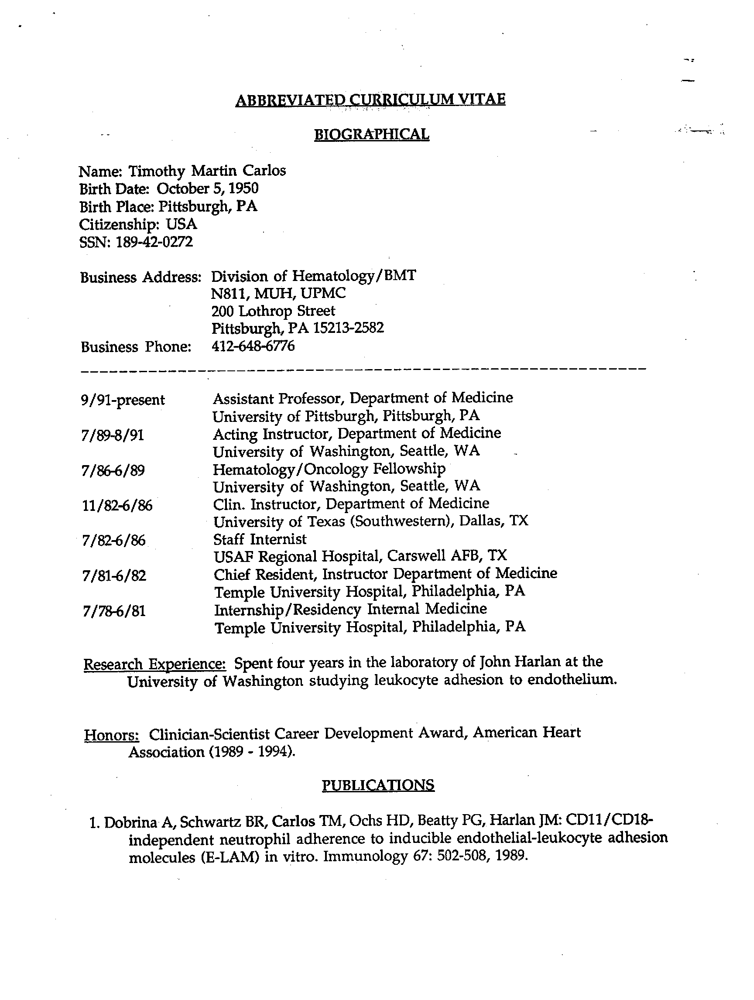 ABBREVIATED CURRICULUM VITAE
BIOGRAPHICAL
Name: Timothy Martin Carlos
Birth Date: October 5, 1950
Birth Place: Pittsburgh, PA
Citizenship: USA
SSN: 189-42-0272
Business Address: Division of Hematology/BMT
N811, MUH, UPMC
200 Lothrop Street
Pittsburgh, PA 15213-2582
Business Phone: 412-648-6776
9/91-present Assistant Professor, Department of Medicine
University of Pittsburgh, Pittsburgh, PA
7/89-8/91 Acting Instructor, Department of Medicine
University of Washington, Seattle, WA
7/86-6/89 Hematology/Oncology Fellowship
University of Washington, Seattle, WA
11/82-6/86 Clin. Instructor, Department of Medicine
University of Texas (Southwestern), Dallas, TX
7/82-6/86 Staff Internist
USAF Regional Hospital, Carswell AFB, TX
7/81-6/82 Chief Resident, Instructor Department of Medicine
Temple University Hospital, Philadelphia, PA
7/78-6/81 Internship/Residency Internal Medicine
Temple University Hospital, Philadelphia, PA
Research Experience: Spent four years in the laboratory of John Harlan at the
University of Washington studying leukocyte adhesion to endothelium.
Honors: Clinician-Scientist Career Development Award, American Heart
Association (1989 - 1994).
PUBLICATIONS
1. Dobrina A, Schwartz BR, Carlos TM, Ochs HD, Beatty PG, Harlan JM: CD11/CD18-
independent neutrophil adherence to inducible endothelial-leukocyte adhesion
molecules (E-LAM) in vitro. Immunology 67: 502-508, 1989.